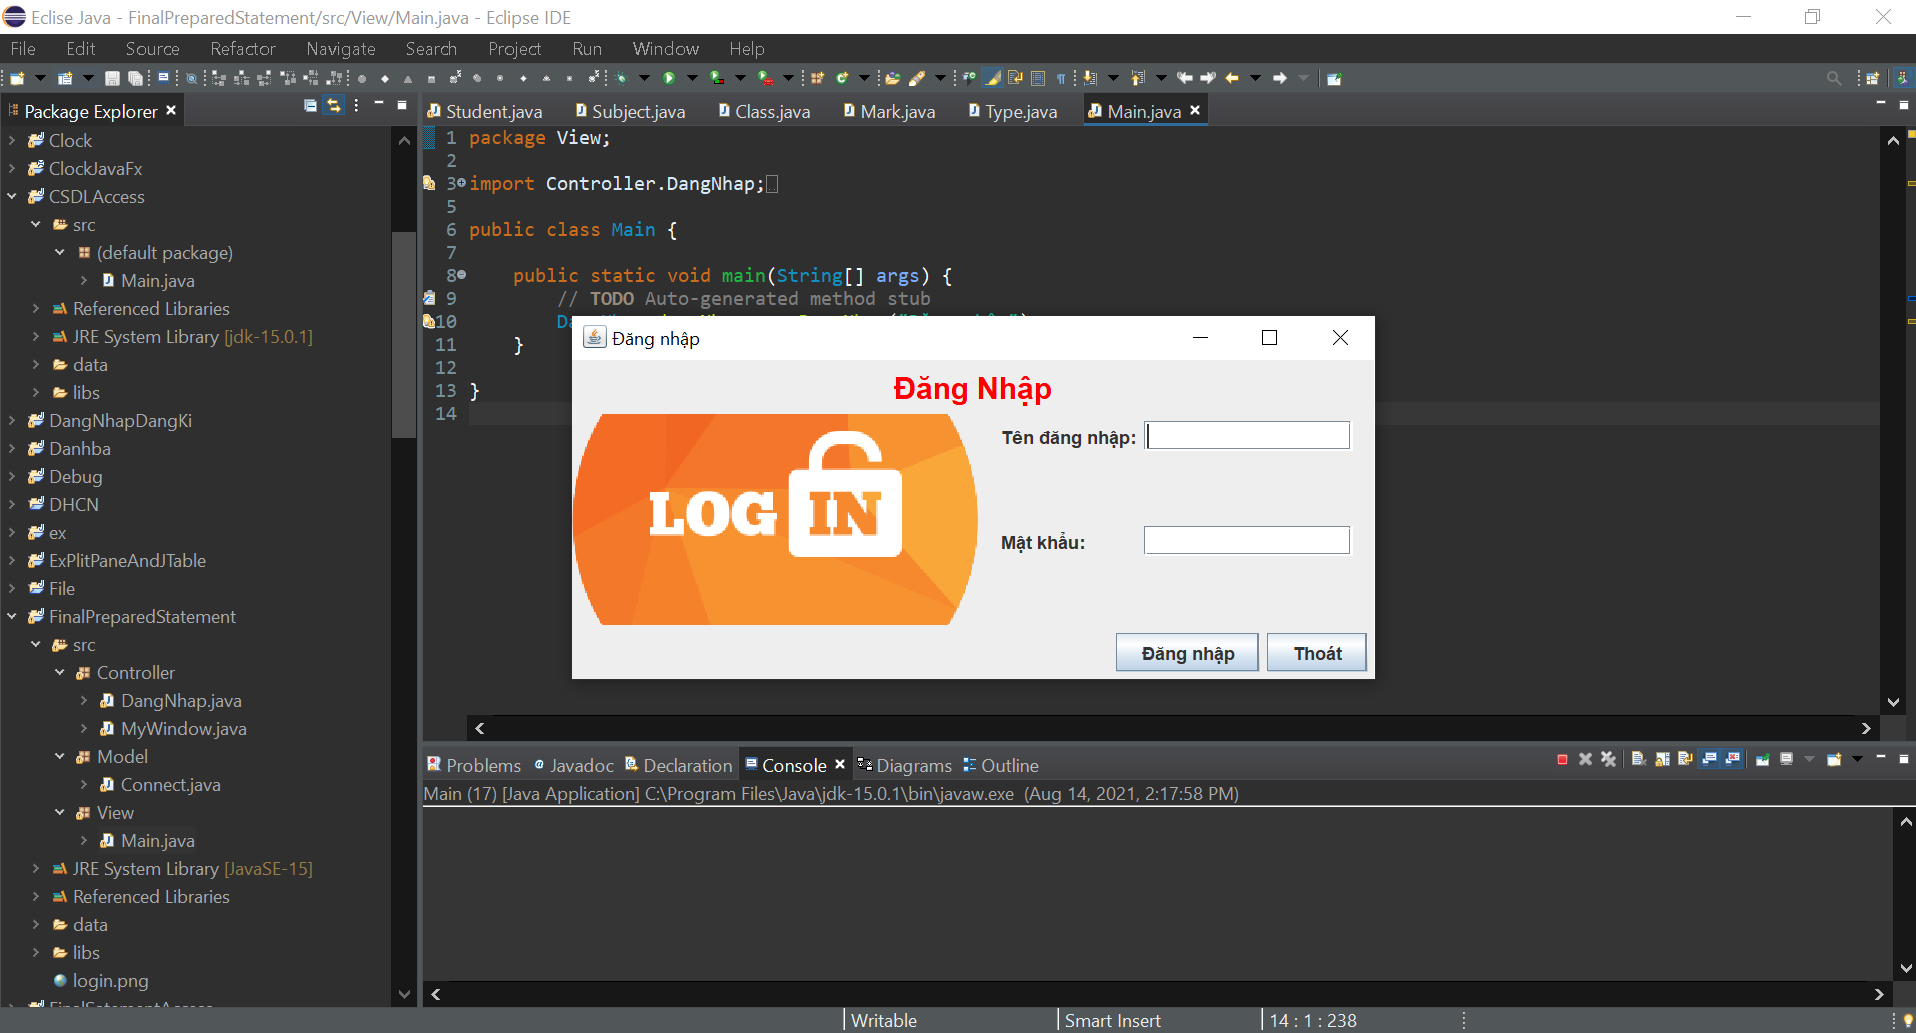 Eclise Java - FinalPreparedStatement/src/View/Main.java - Eclipse IDE
File Edit Source Refactor Navigate Search Project Run Window Help
Package Explorer
Clock
ClockJavaFx
CSDLAccess
src
(default package)
Main.java
Referenced Libraries
JRE System Library [jdk-15.0.1]
data
libs
DangNhapDangKi
Danhba
Debug
DHCN
ex
ExPlitPaneAndJTable
File
FinalPreparedStatement
src
Controller
DangNhap.java
MyWindow.java
Model
Connect.java
View
Main.java
JRE System Library [JavaSE-15]
Referenced Libraries
data
libs
login.png
Student.java Subject.java Class.java Mark.java Type.java Main.java
1 package View;
2
3 import Controller.DangNhap;
5
6 public class Main {
7
8 public static void main(String[] args) {
9 // TODO Auto-generated method stub
10
11 }
12
13 }
14
Đăng nhập
Đăng Nhập
LOG IN
Tên đăng nhập:
Mật khẩu:
Đăng nhập Thoát
Problems Javadoc Declaration Console Diagrams Outline
Main (17) [Java Application] C:\Program Files\Java\jdk-15.0.1\bin\javaw.exe (Aug 14, 2021, 2:17:58 PM)
Writable Smart Insert 14 : 1 : 238